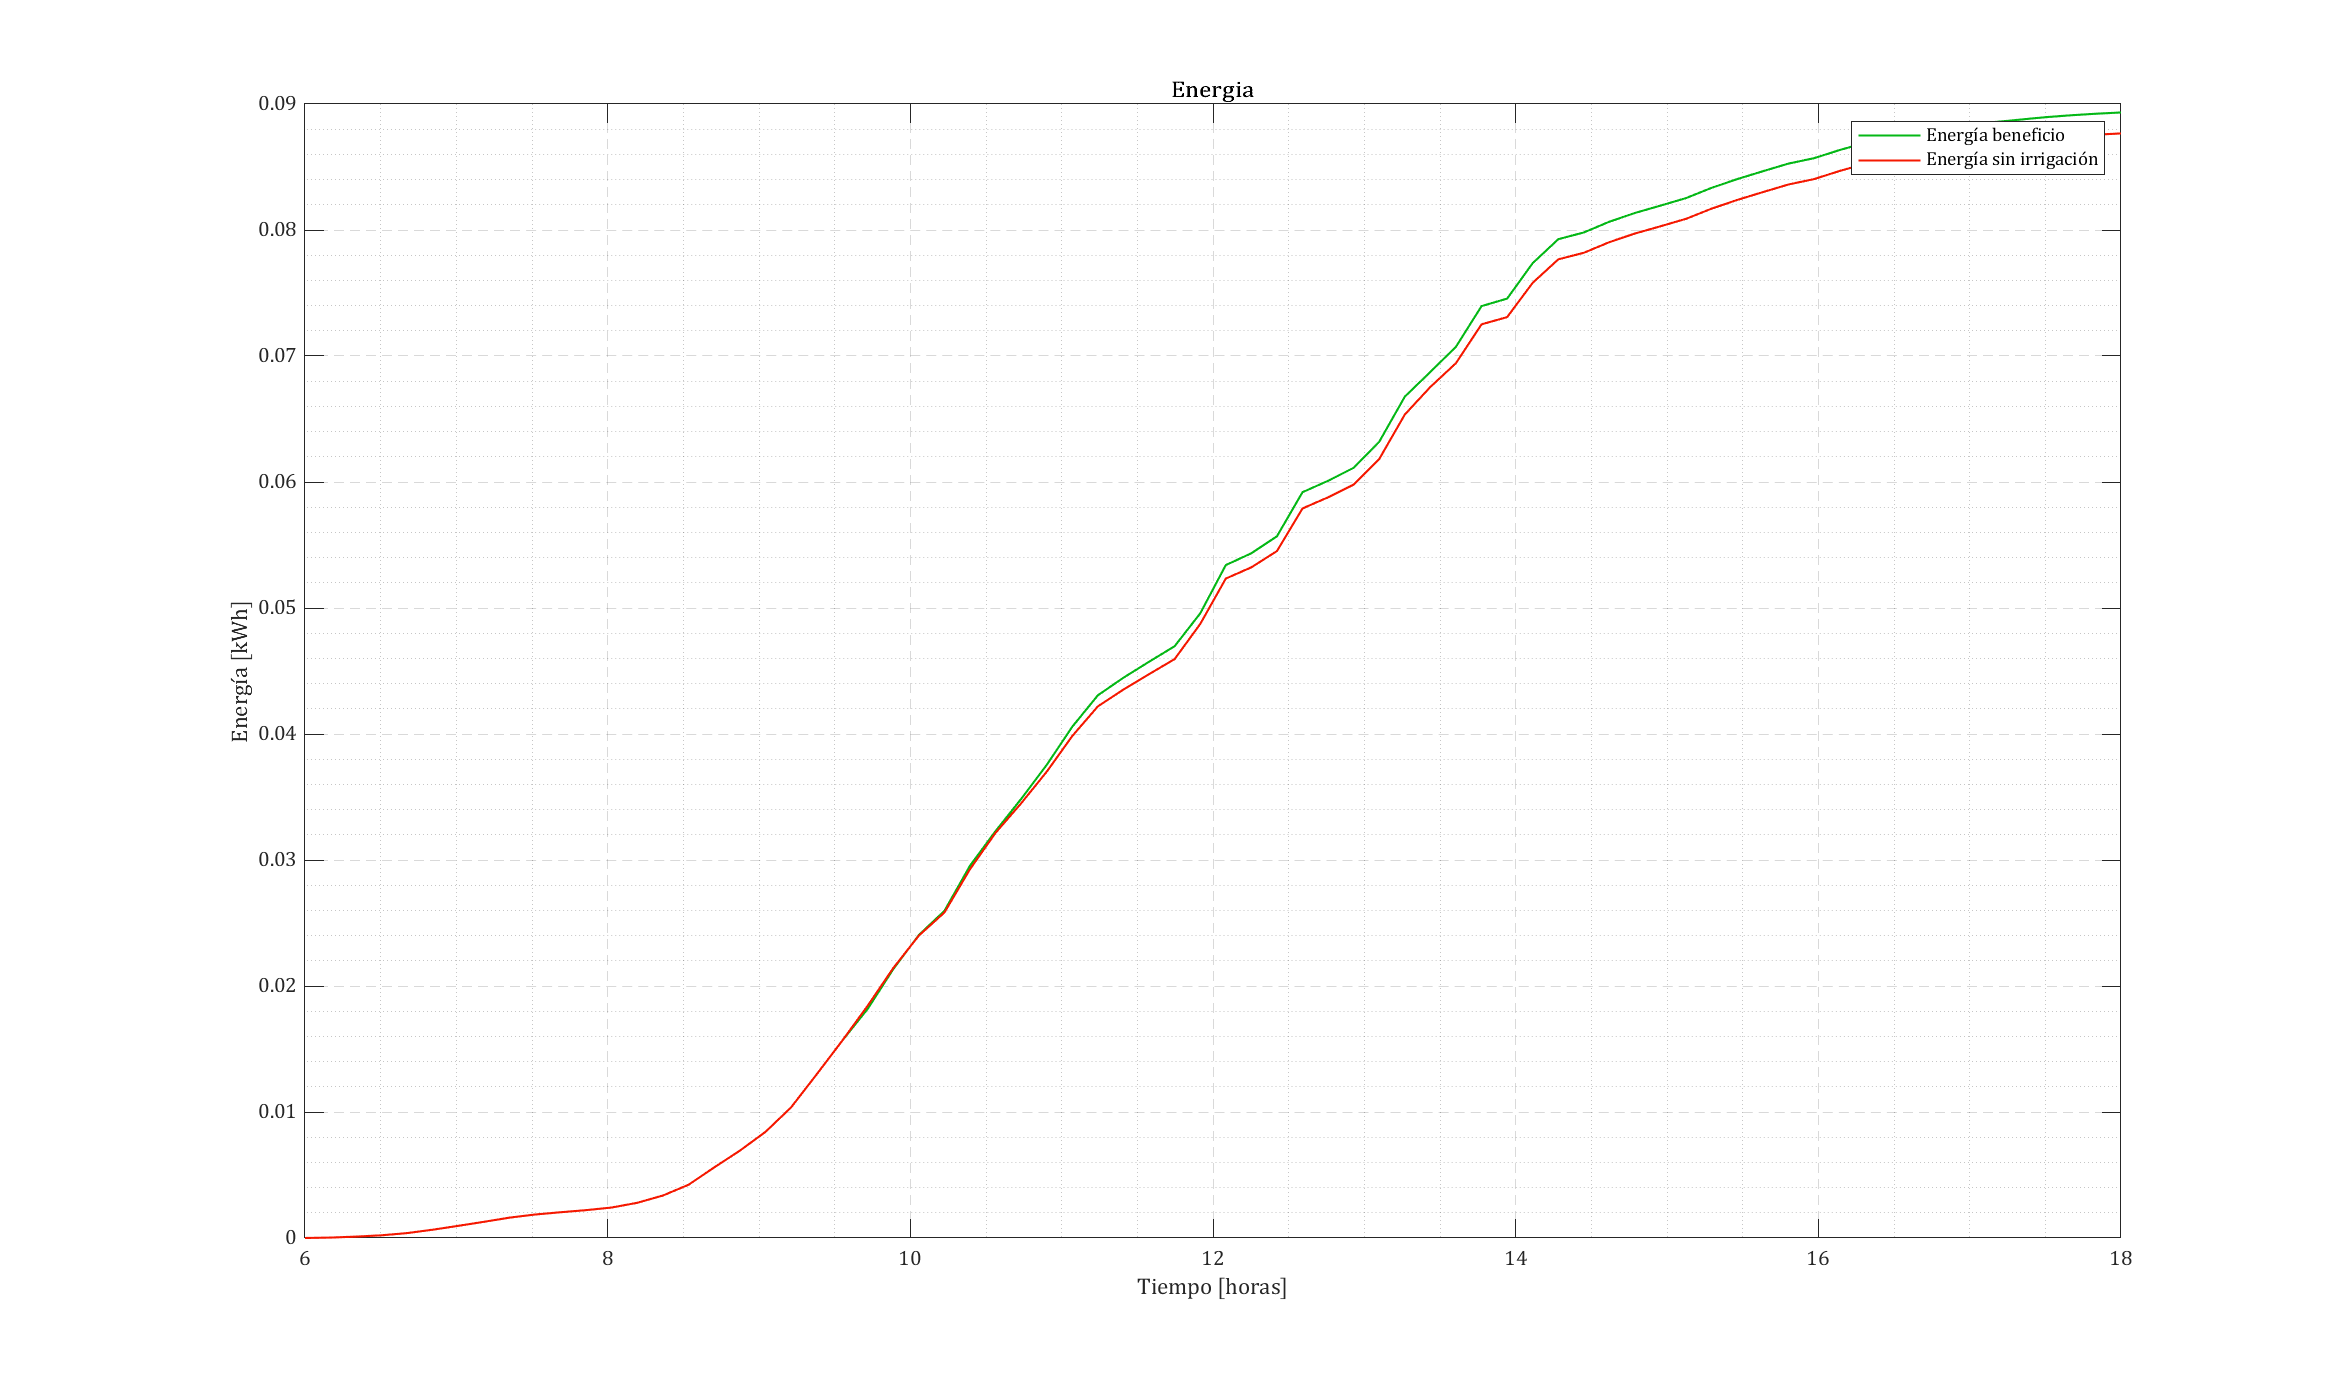 Energia
0.09
0.08
0.07
0.06
0.05
0.04
0.03
0.02
0.01
0
Energía [kWh]
Energía beneficio
Energía sin irrigación
6 8 10 12 14 16 18
Tiempo [horas]